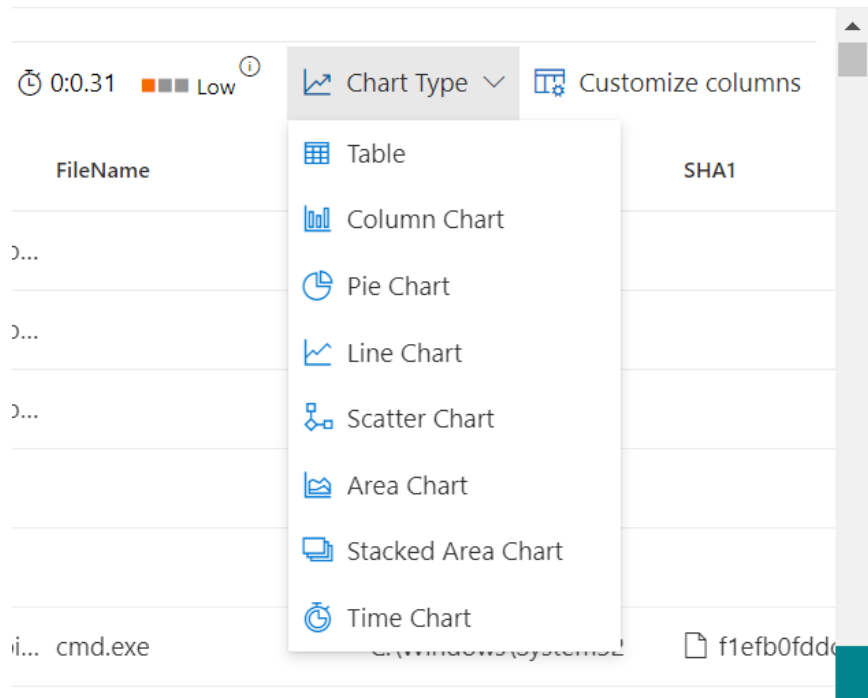 0:0.31 Low Chart Type Customize columns
FileName SHA1
Table
Column Chart
Pie Chart
Line Chart
Scatter Chart
Area Chart
Stacked Area Chart
Time Chart
cmd.exe